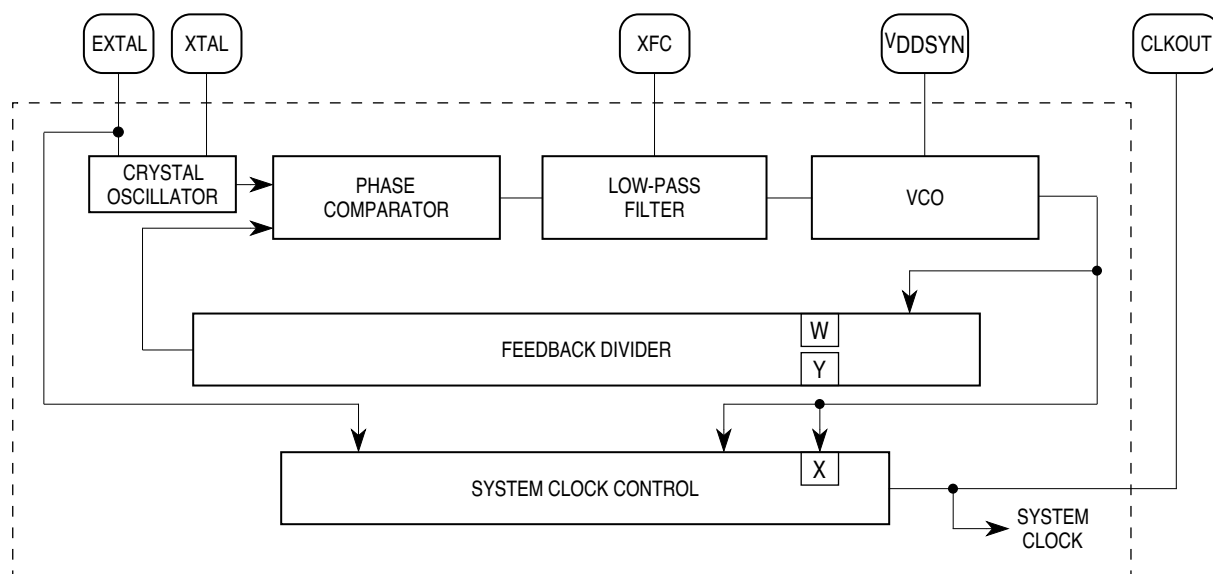 EXTAL
XTAL
XFC
VDDSYN
CLKOUT
CRYSTAL
OSCILLATOR
PHASE
COMPARATOR
LOW-PASS
FILTER
VCO
FEEDBACK DIVIDER
W
Y
SYSTEM CLOCK CONTROL
X
SYSTEM
CLOCK